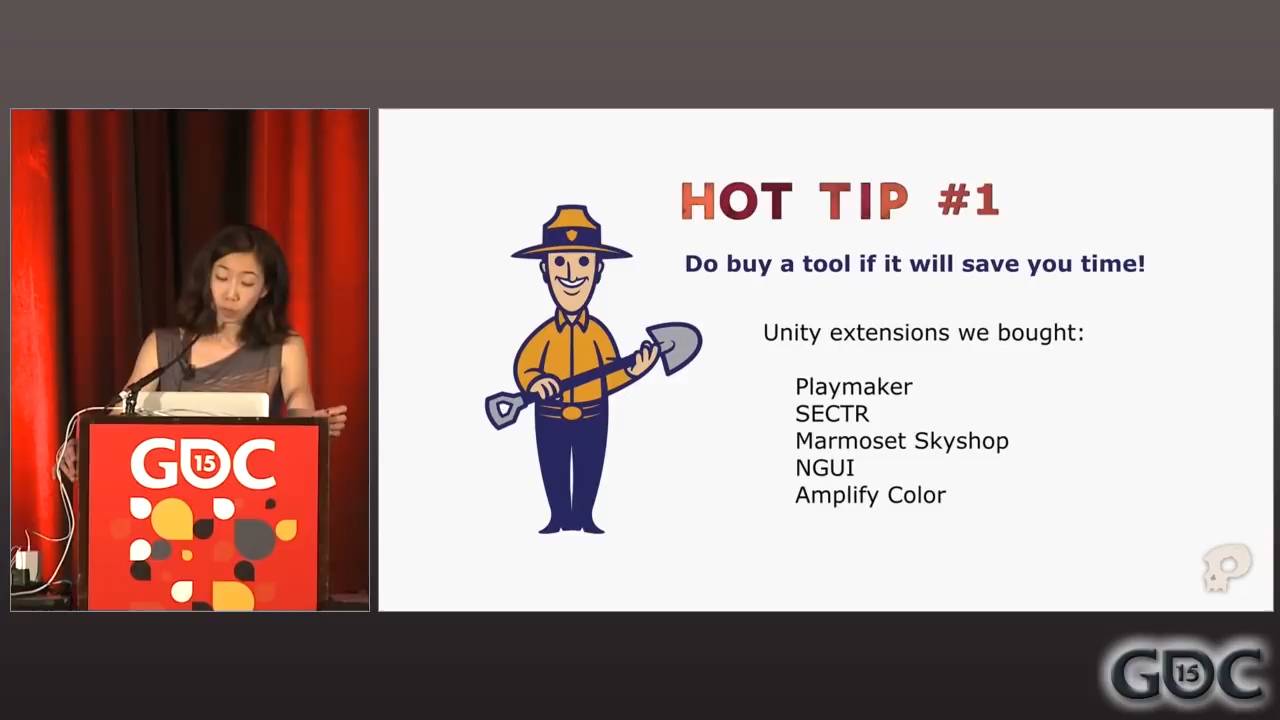 HOT TIP #1
Do buy a tool if it will save you time!
Unity extensions we bought:
Playmaker
SECTR
Marmoset Skyshop
NGUI
Amplify Color
GDC
15
GDC
15